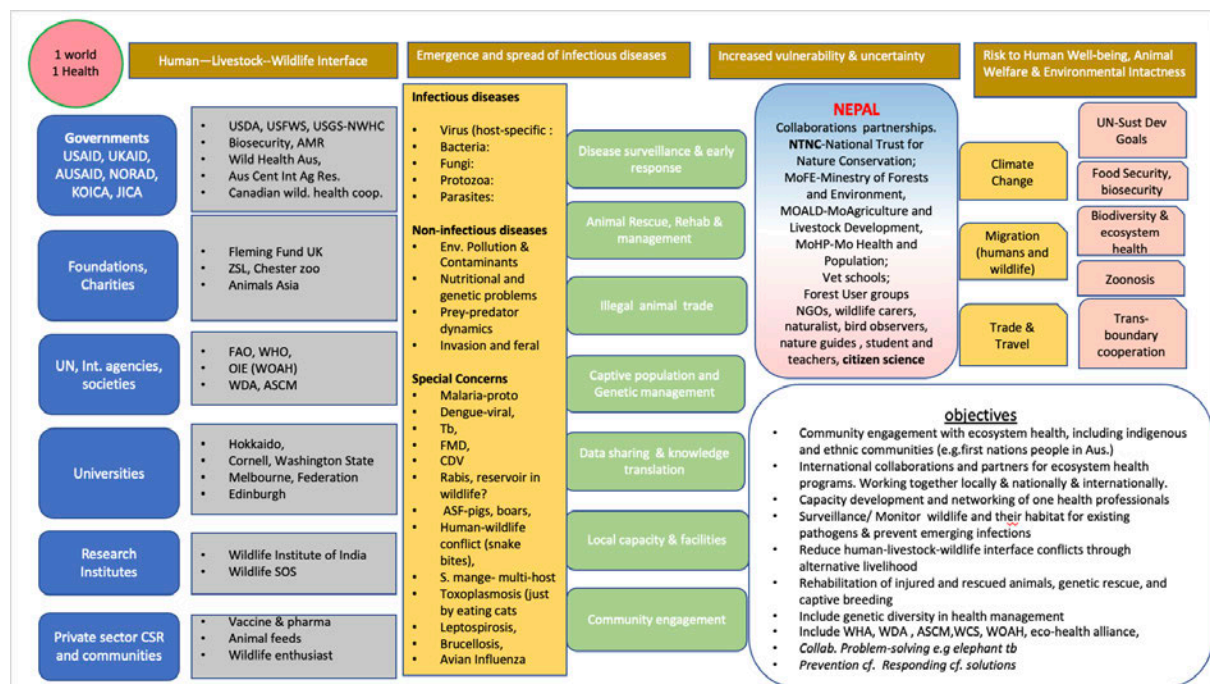 1 world
1 Health
Human—Livestock--Wildlife Interface
Emergence and spread of infectious diseases
Increased vulnerability & uncertainty
Risk to Human Well-being, Animal
Welfare & Environmental Intactness
Governments
USAID, UKAID,
AUSAID, NORAD,
KOICA, JICA
• USDA, USFWS, USGS-NWHC
• Biosecurity, AMR
• Wild Health Aus,
• Aus Cent Int Ag Res.
• Canadian wild. health coop.
Foundations,
Charities
• Fleming Fund UK
• ZSL, Chester zoo
• Animals Asia
UN, Int. agencies,
societies
• FAO, WHO,
• OIE (WOAH)
• WDA, ASCM
Universities
• Hokkaido,
• Cornell, Washington State
• Melbourne, Federation
• Edinburgh
Research
Institutes
• Wildlife Institute of India
• Wildlife SOS
Private sector CSR
and communities
• Vaccine & pharma
• Animal feeds
• Wildlife enthusiast
Infectious diseases
• Virus (host-specific :
• Bacteria:
• Fungi:
• Protozoa:
• Parasites:
Non-infectious diseases
• Env. Pollution &
Contaminants
• Nutritional and
genetic problems
• Prey-predator
dynamics
• Invasion and feral
Special Concerns
• Malaria-proto
• Dengue-viral,
• Tb,
• FMD,
• CDV
• Rabis, reservoir in
wildlife?
• ASF-pigs, boars,
• Human-wildlife
conflict (snake
bites),
• S. mange- multi-host
• Toxoplasmosis (just
by eating cats
• Leptospirosis,
• Brucellosis,
• Avian Influenza
Disease surveillance & early
response
Animal Rescue, Rehab &
management
Illegal animal trade
Captive population and
Genetic management
Data sharing & knowledge
translation
Local capacity & facilities
Community engagement
NEPAL
Collaborations partnerships.
NTNC-National Trust for
Nature Conservation;
MoFE-Minestry of Forests
and Environment,
MOALD-MoAgriculture and
Livestock Development,
MoHP-Mo Health and
Population;
Vet schools;
Forest User groups
NGOs, wildlife carers,
naturalist, bird observers,
nature guides , student and
teachers, citizen science
Climate
Change
Migration
(humans and
wildlife)
Trade &
Travel
UN-Sust Dev
Goals
Food Security,
biosecurity
Biodiversity &
ecosystem
health
Zoonosis
Trans-
boundary
cooperation
objectives
• Community engagement with ecosystem health, including indigenous
and ethnic communities (e.g.first nations people in Aus.)
• International collaborations and partners for ecosystem health
programs. Working together locally & nationally & internationally.
• Capacity development and networking of one health professionals
• Surveillance/ Monitor wildlife and their habitat for existing
pathogens & prevent emerging infections
• Reduce human-livestock-wildlife interface conflicts through
alternative livelihood
• Rehabilitation of injured and rescued animals, genetic rescue, and
captive breeding
• Include genetic diversity in health management
• Include WHA, WDA , ASCM,WCS, WOAH, eco-health alliance,
• Collab. Problem-solving e.g elephant tb
• Prevention cf. Responding cf. solutions